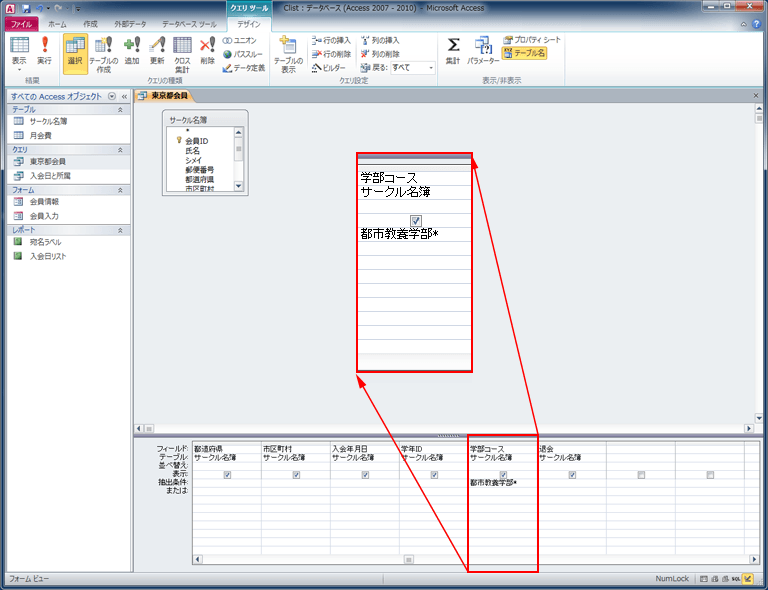 クエリ ツール
Clist : データベース (Access 2007 - 2010) - Microsoft Access
ファイル ホーム 作成 外部データ データベース ツール デザイン
表示 実行
選択 テーブルの作成 追加 更新 クロス集計 削除
ユニオン
パススルー
データ定義
テーブルの表示
行の挿入
行の削除
ビルダー
列の挿入
列の削除
戻る: すべて
集計 パラメーター
プロパティ シート
テーブル名
結果 クエリの種類 クエリ設定 表示/非表示
すべての Access オブジェクト
テーブル
サークル名簿
月会費
クエリ
東京都会員
入会日と所属
フォーム
会員情報
会員入力
レポート
宛名ラベル
入会日リスト
東京都会員
サークル名簿
*
会員ID
氏名
シメイ
郵便番号
都道府県
市区町村
学部コース
サークル名簿
都市教養学部*
フィールド: 都道府県 市区町村 入会年月日 学年ID 学部コース 退会
テーブル: サークル名簿 サークル名簿 サークル名簿 サークル名簿 サークル名簿 サークル名簿
並べ替え:
表示:
抽出条件: 都市教養学部*
または:
フォーム ビュー
NumLock
SQL